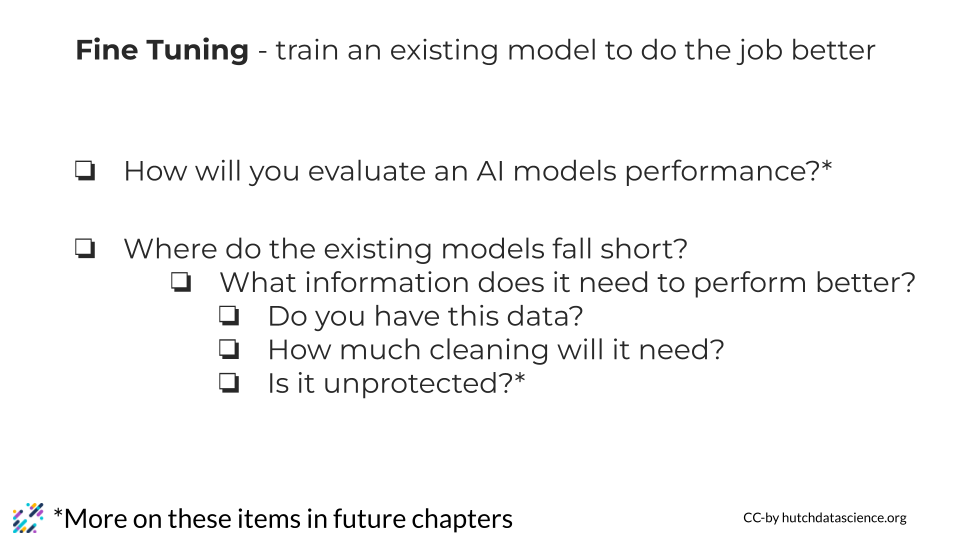 Fine Tuning - train an existing model to do the job better
❏ How will you evaluate an AI models performance?*
❏ Where do the existing models fall short?
❏ What information does it need to perform better?
❏ Do you have this data?
❏ How much cleaning will it need?
❏ Is it unprotected?*
*More on these items in future chapters
CC-by hutchdatascience.org